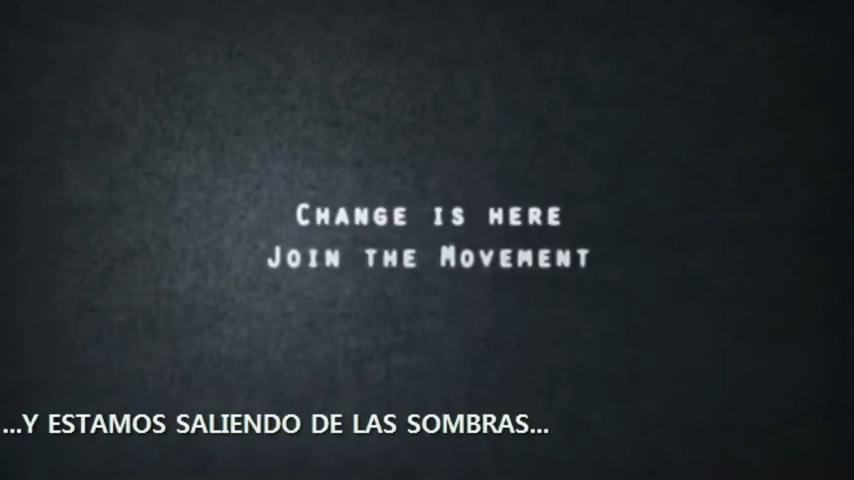 Change is here
Join the Movement
...Y ESTAMOS SALIENDO DE LAS SOMBRAS...